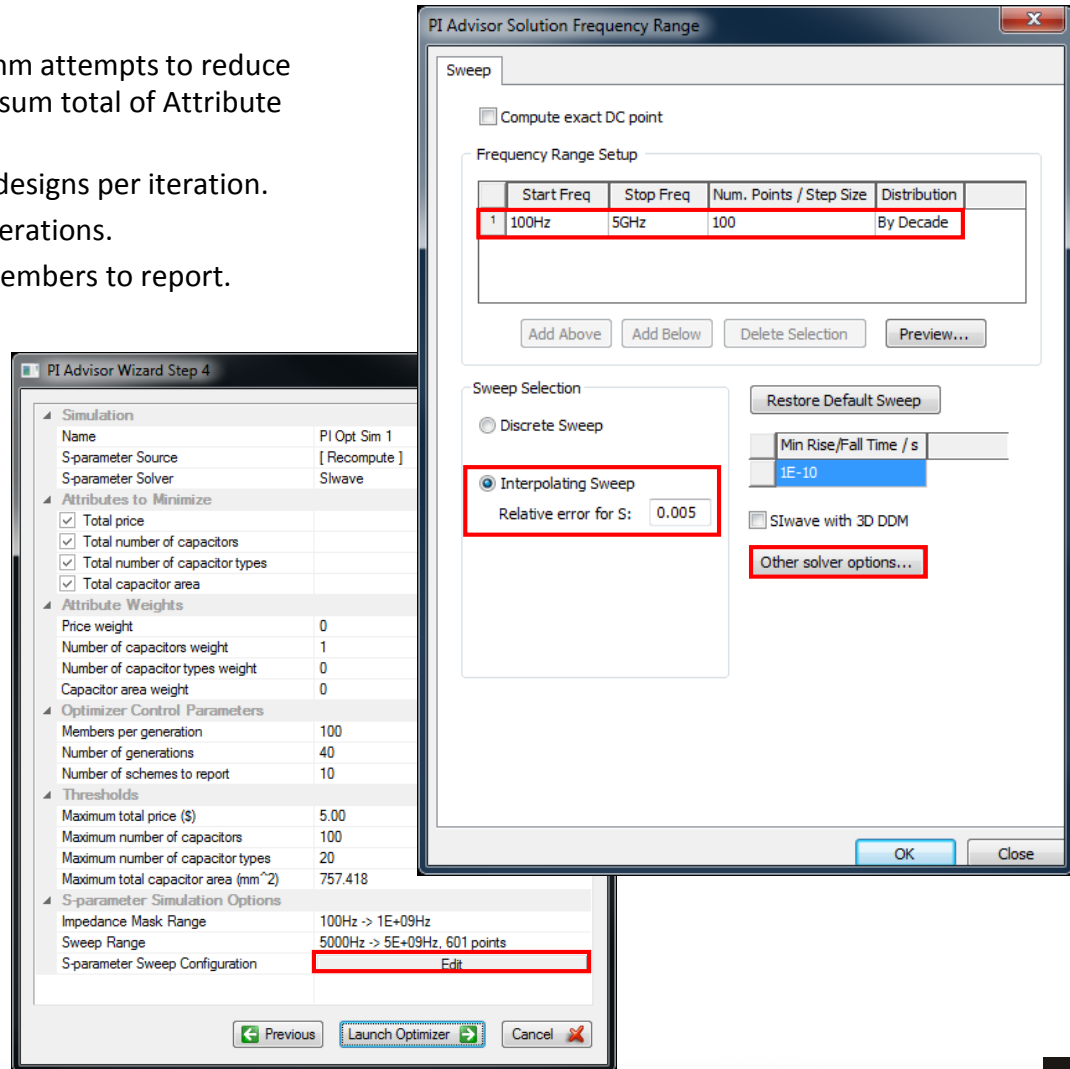 nm attempts to reduce
sum total of Attribute
designs per iteration.
erations.
embers to report.
PI Advisor Solution Frequency Range
Sweep
Compute exact DC point
Frequency Range Setup
Start Freq Stop Freq Num. Points / Step Size Distribution
1 100Hz 5GHz 100 By Decade
Add Above Add Below Delete Selection Preview...
Sweep Selection
Discrete Sweep
Interpolating Sweep
Relative error for S: 0.005
Restore Default Sweep
Min Rise/Fall Time / s
1E-10
SIwave with 3D DDM
Other solver options...
OK Close
PI Advisor Wizard Step 4
Simulation
Name PI Opt Sim 1
S-parameter Source [ Recompute ]
S-parameter Solver SIwave
Attributes to Minimize
Total price
Total number of capacitors
Total number of capacitor types
Total capacitor area
Attribute Weights
Price weight 0
Number of capacitors weight 1
Number of capacitor types weight 0
Capacitor area weight 0
Optimizer Control Parameters
Members per generation 100
Number of generations 40
Number of schemes to report 10
Thresholds
Maximum total price ($) 5.00
Maximum number of capacitors 100
Maximum number of capacitor types 20
Maximum total capacitor area (mm^2) 757.418
S-parameter Simulation Options
Impedance Mask Range 100Hz -> 1E+09Hz
Sweep Range 5000Hz -> 5E+09Hz, 601 points
S-parameter Sweep Configuration Edit
Previous Launch Optimizer Cancel